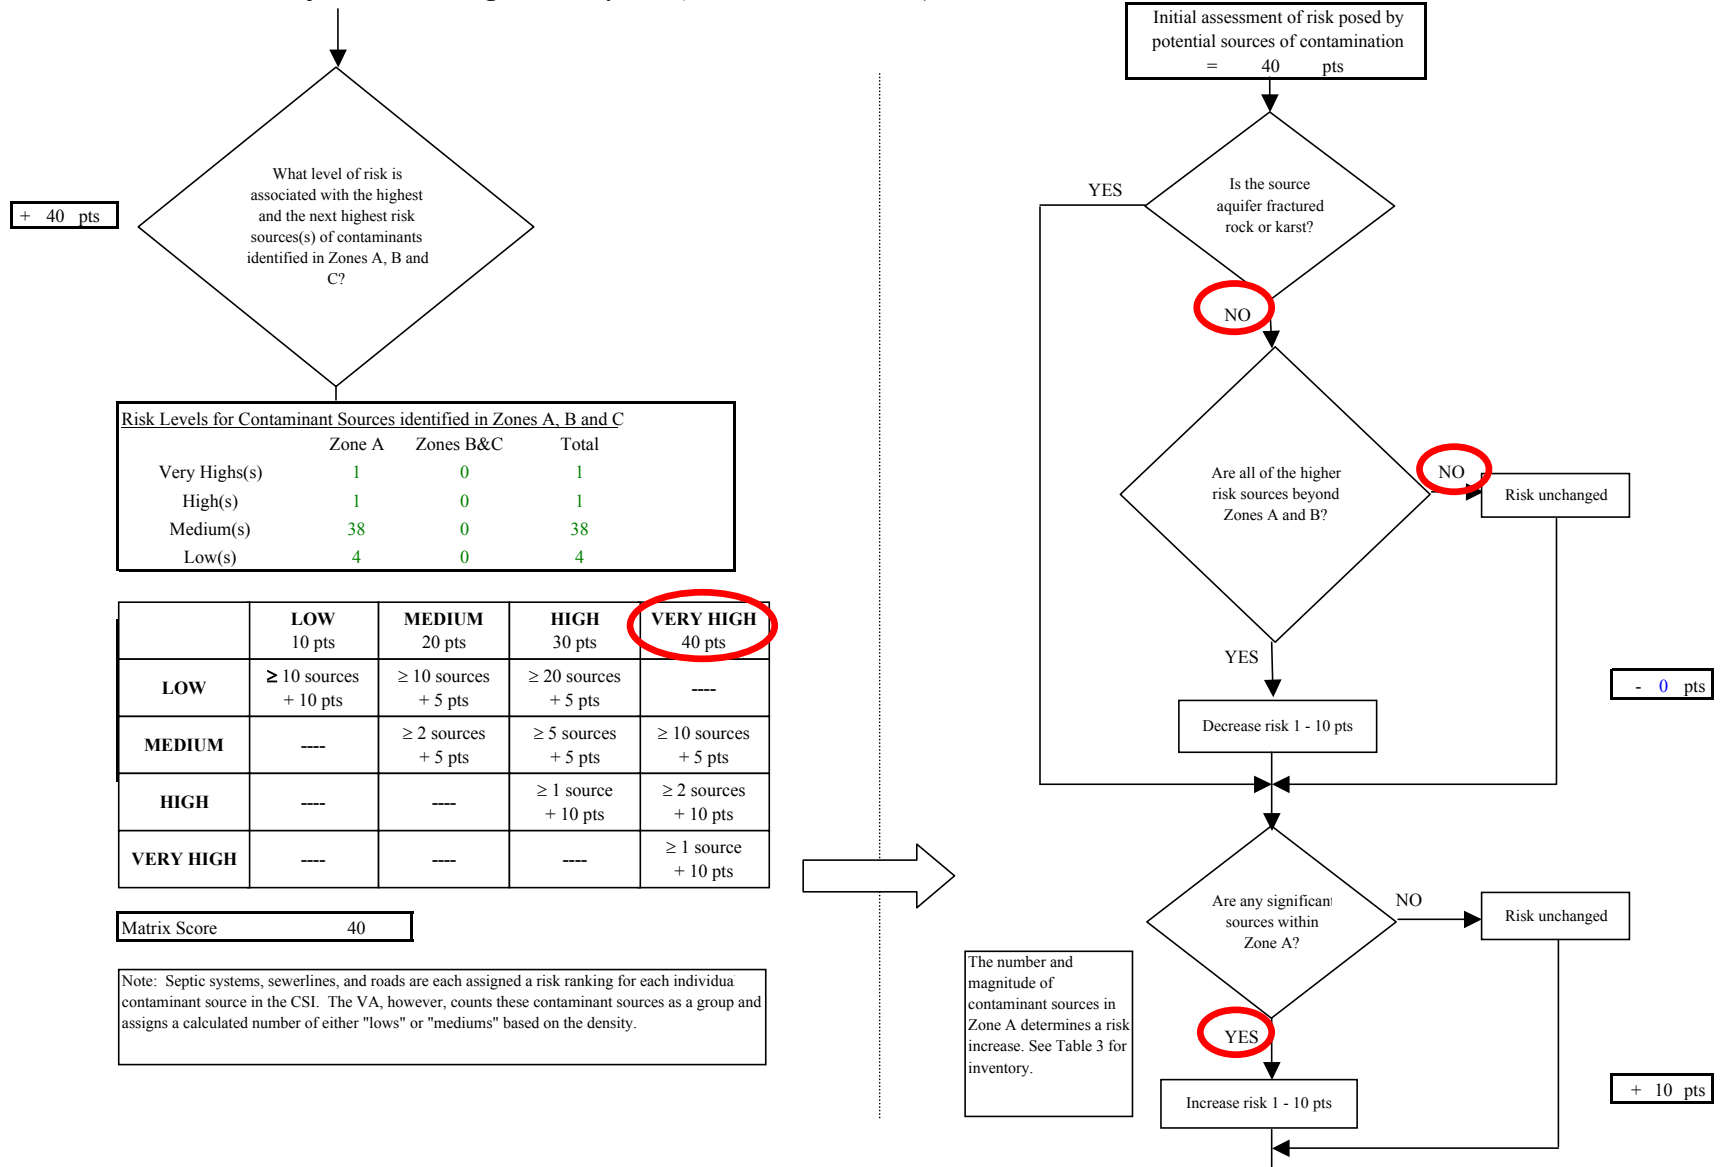 What level of risk is
associated with the highest
and the next highest risk
sources(s) of contaminants
identified in Zones A, B and
C?
+ 40 pts
Risk Levels for Contaminant Sources identified in Zones A, B and C
Zone A Zones B&C Total
Very Highs(s) 1 0 1
High(s) 1 0 1
Medium(s) 38 0 38
Low(s) 4 0 4
LOW MEDIUM HIGH VERY HIGH
10 pts 20 pts 30 pts 40 pts
LOW ≥ 10 sources ≥ 10 sources ≥ 20 sources ----
+ 10 pts + 5 pts + 5 pts
MEDIUM ---- ≥ 2 sources ≥ 5 sources ≥ 10 sources
+ 5 pts + 5 pts + 5 pts
HIGH ---- ---- ≥ 1 source ≥ 2 sources
+ 10 pts + 10 pts
VERY HIGH ---- ---- ---- ≥ 1 source
+ 10 pts
Matrix Score 40
Note: Septic systems, sewerlines, and roads are each assigned a risk ranking for each individua
contaminant source in the CSI. The VA, however, counts these contaminant sources as a group and
assigns a calculated number of either "lows" or "mediums" based on the density.
Initial assessment of risk posed by
potential sources of contamination
= 40 pts
Is the source
aquifer fractured
rock or karst?
YES
NO
Are all of the higher
risk sources beyond
Zones A and B?
NO
Risk unchanged
YES
- 0 pts
Decrease risk 1 - 10 pts
Are any significant
sources within
Zone A?
NO
Risk unchanged
The number and
magnitude of
contaminant sources in
Zone A determines a risk
increase. See Table 3 for
inventory.
YES
+ 10 pts
Increase risk 1 - 10 pts